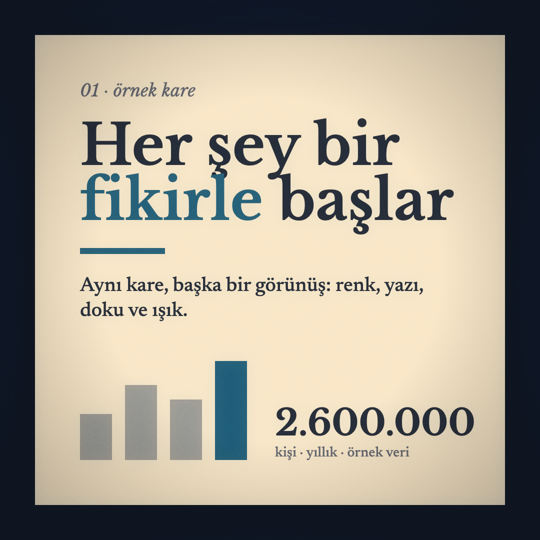 01 · örnek kare
Her şey bir
fikirle başlar
Aynı kare, başka bir görünüş: renk, yazı,
doku ve ışık.
2.600.000
kişi · yıllık · örnek veri